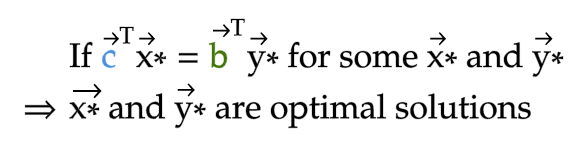 If c⃗ᵀx⃗* = b⃗ᵀy⃗* for some x⃗* and y⃗*
⇒ x⃗* and y⃗* are optimal solutions